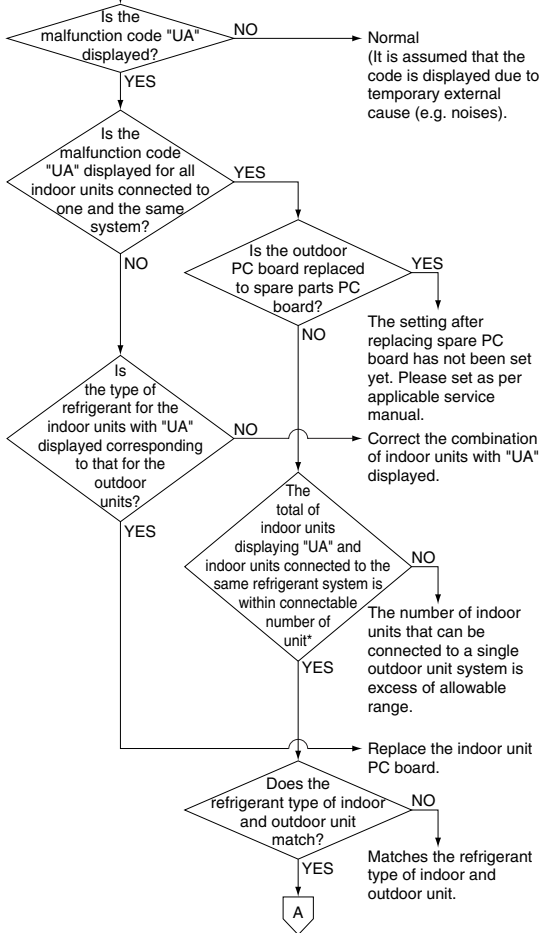 Is the
malfunction code "UA"
displayed?
NO
Normal
(It is assumed that the
code is displayed due to
temporary external
cause (e.g. noises).
YES
Is the
malfunction code
"UA" displayed for all
indoor units connected to
one and the same
system?
YES
NO
Is the outdoor
PC board replaced
to spare parts PC
board?
YES
The setting after
replacing spare PC
board has not been set
yet. Please set as per
applicable service
manual.
NO
Is
the type of
refrigerant for the
indoor units with "UA"
displayed corresponding
to that for the
outdoor
units?
NO
Correct the combination
of indoor units with "UA"
displayed.
YES
The
total of
indoor units
displaying "UA" and
indoor units connected to the
same refrigerant system is
within connectable
number of
unit*
NO
The number of indoor
units that can be
connected to a single
outdoor unit system is
excess of allowable
range.
YES
Replace the indoor unit
PC board.
Does the
refrigerant type of indoor
and outdoor unit
match?
NO
Matches the refrigerant
type of indoor and
outdoor unit.
YES
A